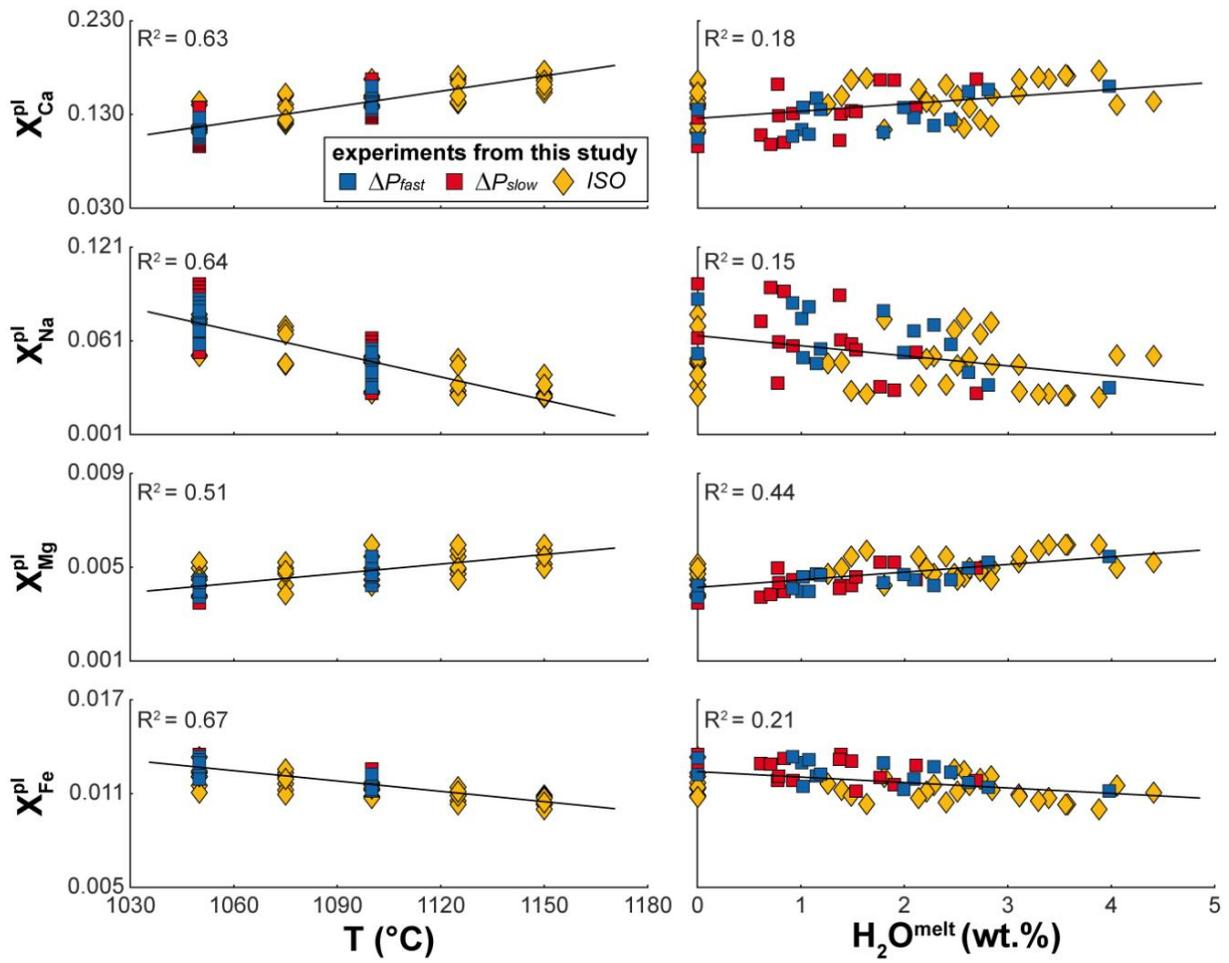 0.230
R² = 0.63
R² = 0.18
X^pl_Ca
0.130
experiments from this study
ΔP_fast ΔP_slow ISO
0.030
0.121
R² = 0.64
R² = 0.15
X^pl_Na
0.061
0.001
0.009
R² = 0.51
R² = 0.44
X^pl_Mg
0.005
0.001
0.017
R² = 0.67
R² = 0.21
X^pl_Fe
0.011
0.005
1030 1060 1090 1120 1150 1180 0 1 2 3 4 5
T (°C) H₂O^melt (wt.%)